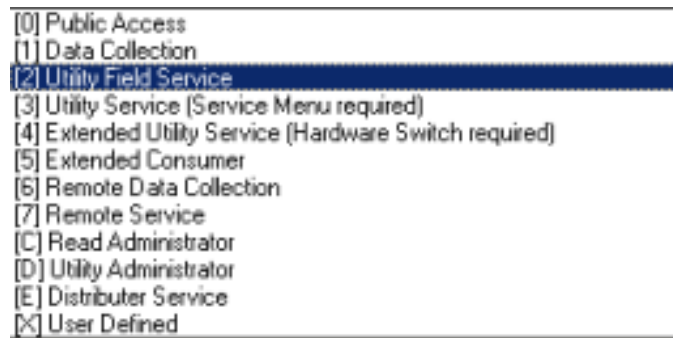 [0] Public Access
[1] Data Collection
[2] Utility Field Service
[3] Utility Service (Service Menu required)
[4] Extended Utility Service (Hardware Switch required)
[5] Extended Consumer
[6] Remote Data Collection
[7] Remote Service
[C] Read Administrator
[D] Utility Administrator
[E] Distributer Service
[X] User Defined